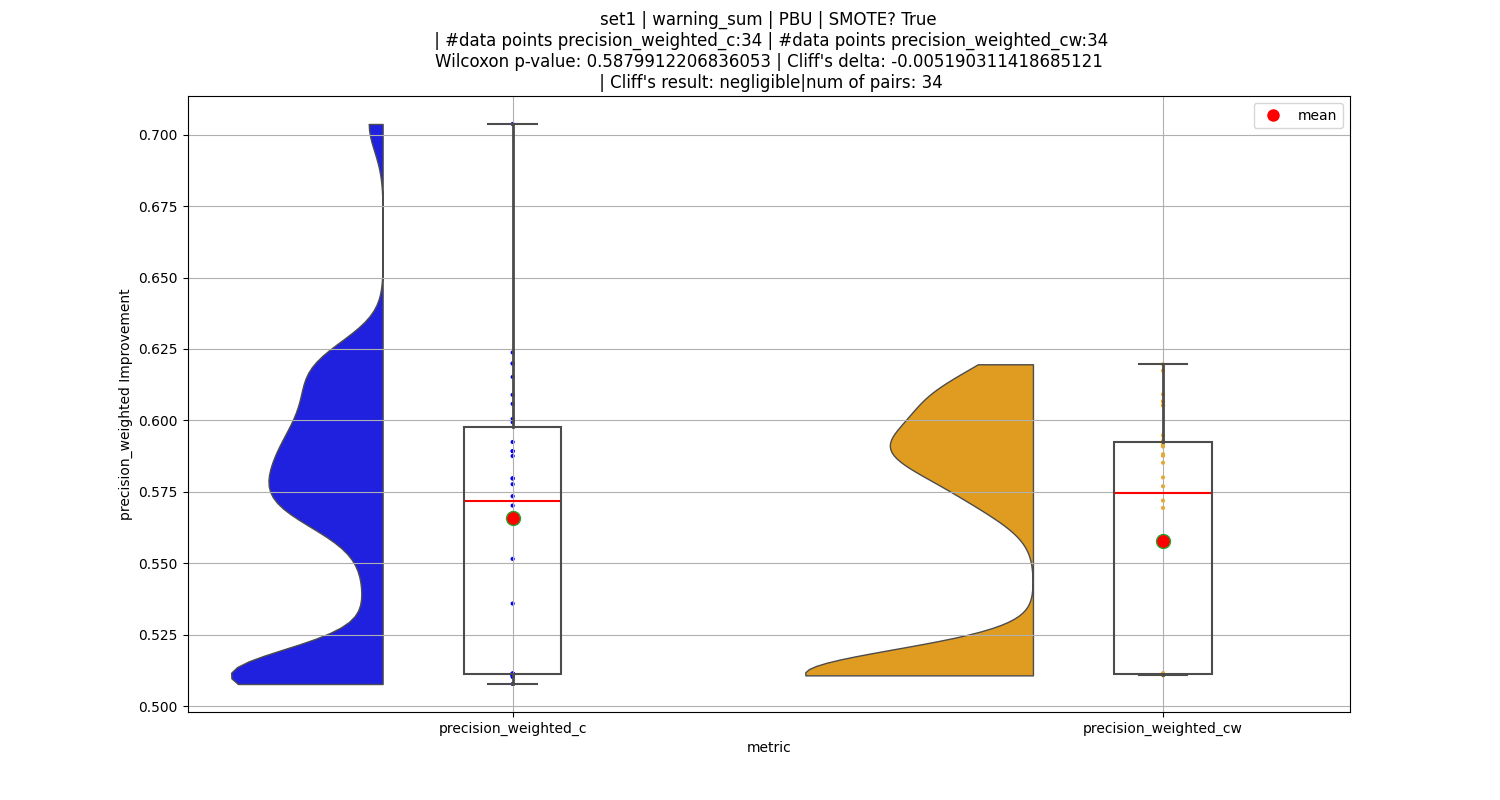 set1 | warning_sum | PBU | SMOTE? True
| #data points precision_weighted_c:34 | #data points precision_weighted_cw:34
Wilcoxon p-value: 0.5879912206836053 | Cliff's delta: -0.005190311418685121
| Cliff's result: negligible|num of pairs: 34
mean
0.700
0.675
0.650
0.625
0.600
0.575
0.550
0.525
0.500
precision_weighted Improvement
precision_weighted_c
precision_weighted_cw
metric